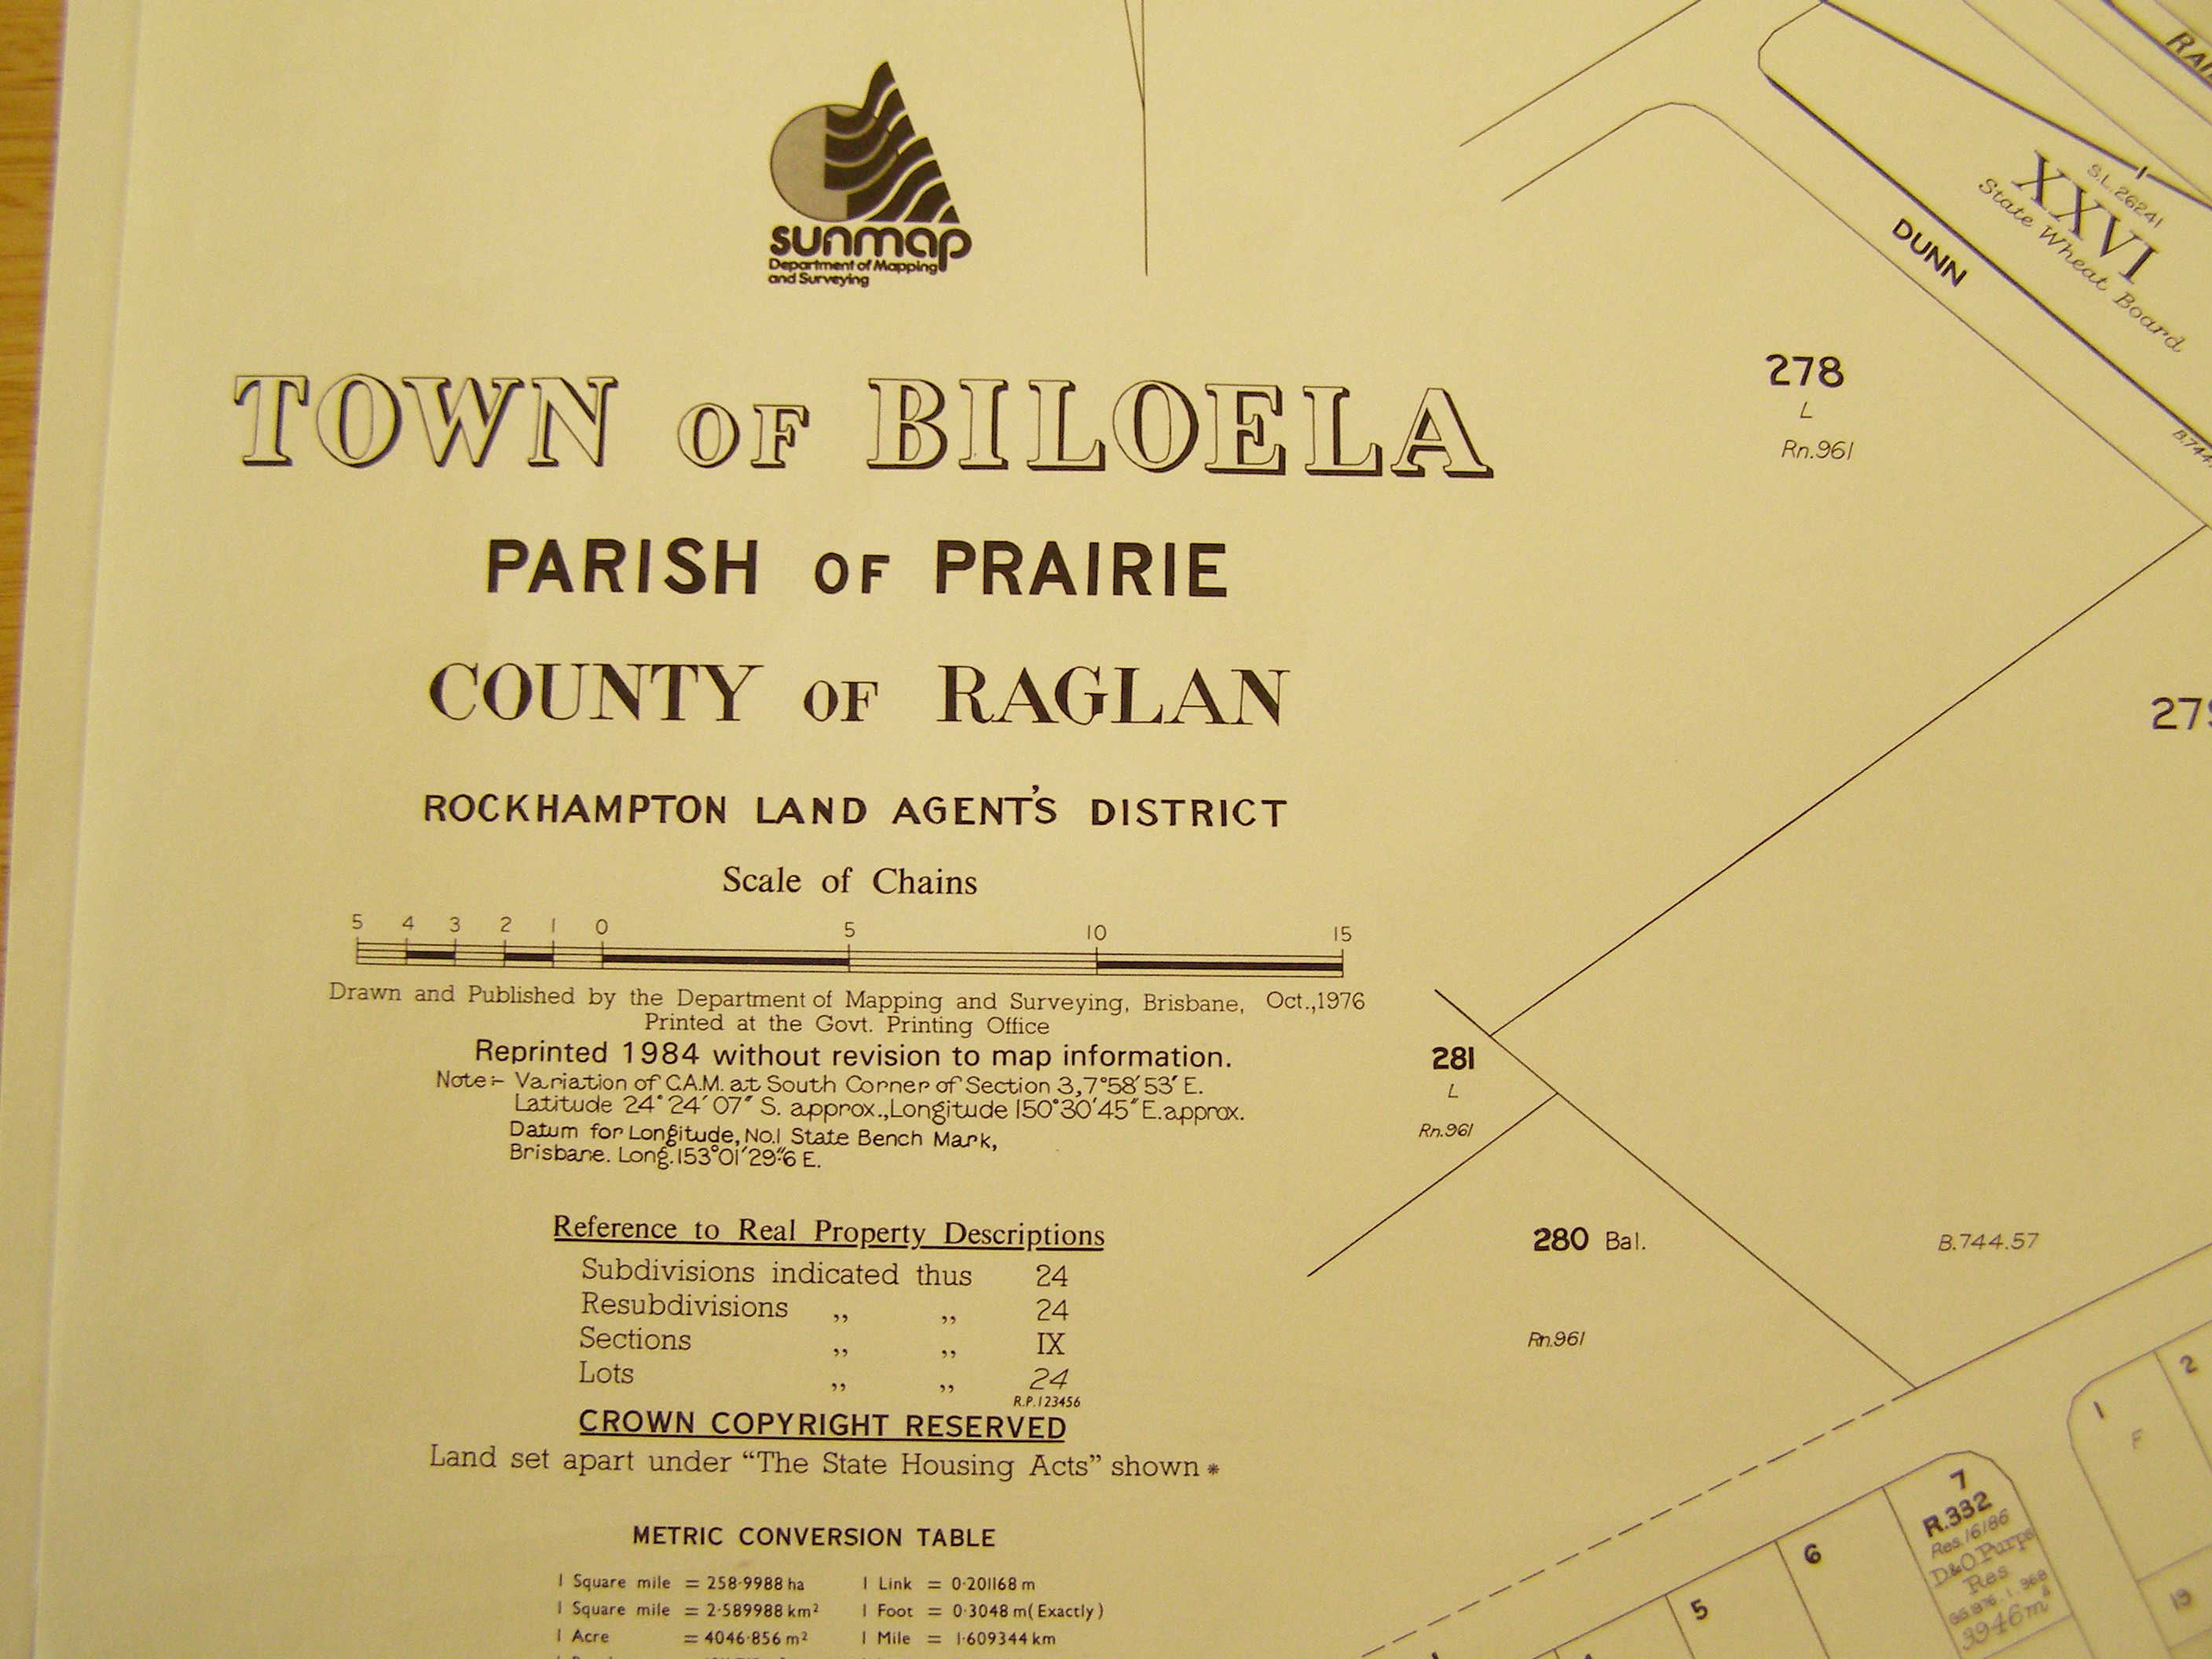 sunmap
Department of Mapping
and Surveying
TOWN OF BILOELA
PARISH OF PRAIRIE
COUNTY OF RAGLAN
ROCKHAMPTON LAND AGENT'S DISTRICT
Scale of Chains
5 4 3 2 1 0 5 10 15
Drawn and Published by the Department of Mapping and Surveying, Brisbane, Oct.,1976
Printed at the Govt. Printing Office
Reprinted 1984 without revision to map information.
Note:- Variation of C.A.M. at South Corner of Section 3, 7°58'53' E.
Latitude 24° 24' 07" S. approx., Longitude 150°30'45" E. approx.
Datum for Longitude, No.1 State Bench Mark,
Brisbane. Long. 153°01'29"6 E.
Reference to Real Property Descriptions
Subdivisions indicated thus 24
Resubdivisions ,, ,, 24
Sections ,, ,, IX
Lots ,, ,, 24
R.P.123456
CROWN COPYRIGHT RESERVED
Land set apart under “The State Housing Acts” shown *
METRIC CONVERSION TABLE
1 Square mile = 258·9988 ha 1 Link = 0·201168 m
1 Square mile = 2·589988 km² 1 Foot = 0·3048 m (Exactly)
1 Acre = 4046·856 m² 1 Mile = 1·609344 km
S.L.26241
XXVI
State Wheat Board
DUNN
278
L
Rn.961
281
L
Rn.961
280 Bal.
Rn.961
B.744.57
1
F
2
19
7
R.332
Res.16/86
D&O.Purps
Res
3946m²
6
5